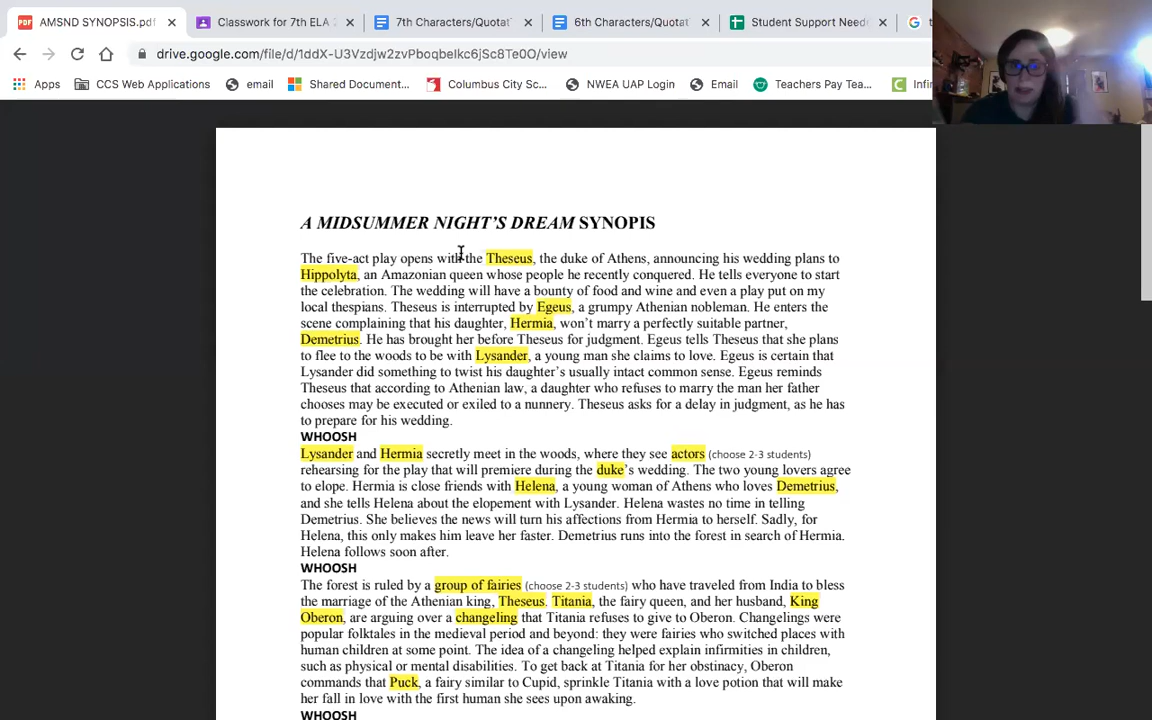 AMSND SYNOPSIS.pdf
Classwork for 7th ELA
7th Characters/Quotat
6th Characters/Quotat
Student Support Need
drive.google.com/file/d/1ddX-U3Vzdjw2zvPboqbeIkc6jSc8Te0O/view
Apps CCS Web Applications email Shared Document... Columbus City Sc... NWEA UAP Login Email Teachers Pay Tea... Infin
A MIDSUMMER NIGHT'S DREAM SYNOPIS
The five-act play opens with the Theseus, the duke of Athens, announcing his wedding plans to
Hippolyta, an Amazonian queen whose people he recently conquered. He tells everyone to start
the celebration. The wedding will have a bounty of food and wine and even a play put on my
local thespians. Theseus is interrupted by Egeus, a grumpy Athenian nobleman. He enters the
scene complaining that his daughter, Hermia, won't marry a perfectly suitable partner,
Demetrius. He has brought her before Theseus for judgment. Egeus tells Theseus that she plans
to flee to the woods to be with Lysander, a young man she claims to love. Egeus is certain that
Lysander did something to twist his daughter's usually intact common sense. Egeus reminds
Theseus that according to Athenian law, a daughter who refuses to marry the man her father
chooses may be executed or exiled to a nunnery. Theseus asks for a delay in judgment, as he has
to prepare for his wedding.
WHOOSH
Lysander and Hermia secretly meet in the woods, where they see actors (choose 2-3 students)
rehearsing for the play that will premiere during the duke's wedding. The two young lovers agree
to elope. Hermia is close friends with Helena, a young woman of Athens who loves Demetrius,
and she tells Helena about the elopement with Lysander. Helena wastes no time in telling
Demetrius. She believes the news will turn his affections from Hermia to herself. Sadly, for
Helena, this only makes him leave her faster. Demetrius runs into the forest in search of Hermia.
Helena follows soon after.
WHOOSH
The forest is ruled by a group of fairies (choose 2-3 students) who have traveled from India to bless
the marriage of the Athenian king, Theseus. Titania, the fairy queen, and her husband, King
Oberon, are arguing over a changeling that Titania refuses to give to Oberon. Changelings were
popular folktales in the medieval period and beyond: they were fairies who switched places with
human children at some point. The idea of a changeling helped explain infirmities in children,
such as physical or mental disabilities. To get back at Titania for her obstinacy, Oberon
commands that Puck, a fairy similar to Cupid, sprinkle Titania with a love potion that will make
her fall in love with the first human she sees upon awaking.
WHOOSH